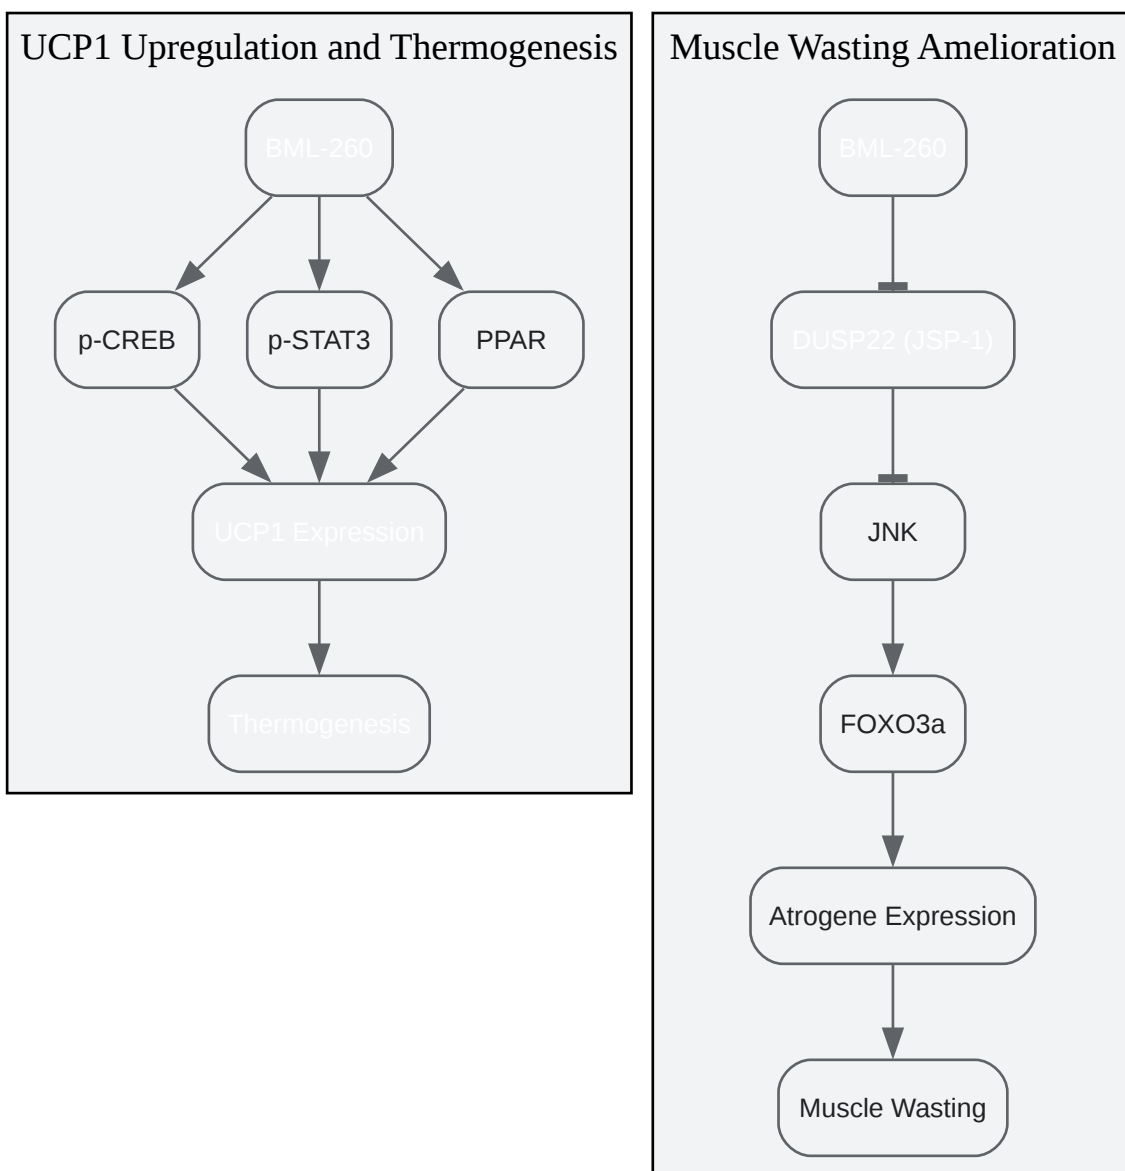 UCP1 Upregulation and Thermogenesis
BML-260
p-CREB
p-STAT3
PPAR
UCP1 Expression
Thermogenesis
Muscle Wasting Amelioration
BML-260
DUSP22 (JSP-1)
JNK
FOXO3a
Atrogene Expression
Muscle Wasting